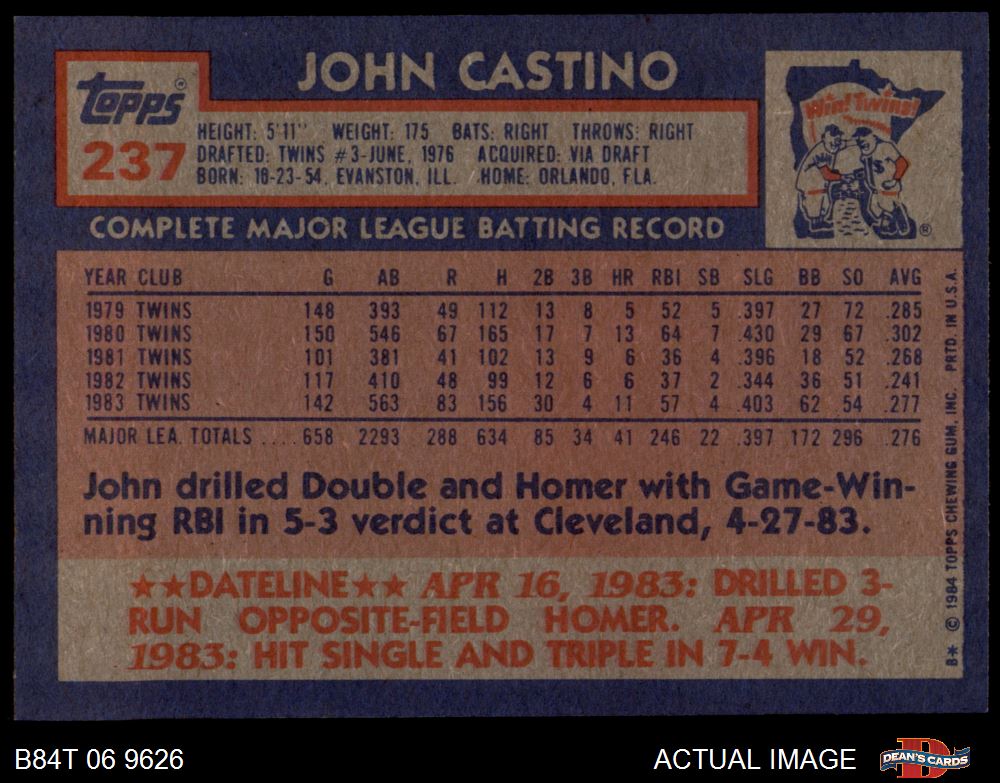 JOHN CASTINO
Topps®
237
HEIGHT: 5'11" WEIGHT: 175 BATS: RIGHT THROWS: RIGHT
DRAFTED: TWINS #3-JUNE, 1976 ACQUIRED: VIA DRAFT
BORN: 10-23-54, EVANSTON, ILL. HOME: ORLANDO, FLA.
Win! Twins!
®
COMPLETE MAJOR LEAGUE BATTING RECORD
YEAR CLUB G AB R H 2B 3B HR RBI SB SLG BB SO AVG
1979 TWINS 148 393 49 112 13 8 5 52 5 .397 27 72 .285
1980 TWINS 150 546 67 165 17 7 13 64 7 .430 29 67 .302
1981 TWINS 101 381 41 102 13 9 6 36 4 .396 18 52 .268
1982 TWINS 117 410 48 99 12 6 6 37 2 .344 36 51 .241
1983 TWINS 142 563 83 156 30 4 11 57 4 .403 62 54 .277
MAJOR LEA. TOTALS .... 658 2293 288 634 85 34 41 246 22 .397 172 296 .276
John drilled Double and Homer with Game-Win-
ning RBI in 5-3 verdict at Cleveland, 4-27-83.
★★DATELINE★★ APR 16, 1983: DRILLED 3-
RUN OPPOSITE-FIELD HOMER. APR 29,
1983: HIT SINGLE AND TRIPLE IN 7-4 WIN.
B* © 1984 TOPPS CHEWING GUM, INC. PRTD. IN U.S.A.
B84T 06 9626
ACTUAL IMAGE
DEAN'S CARDS